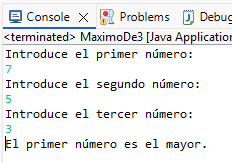 Console Problems Debug
<terminated> MaximoDe3 [Java Application
Introduce el primer número:
7
Introduce el segundo número:
5
Introduce el tercer número:
3
El primer número es el mayor.